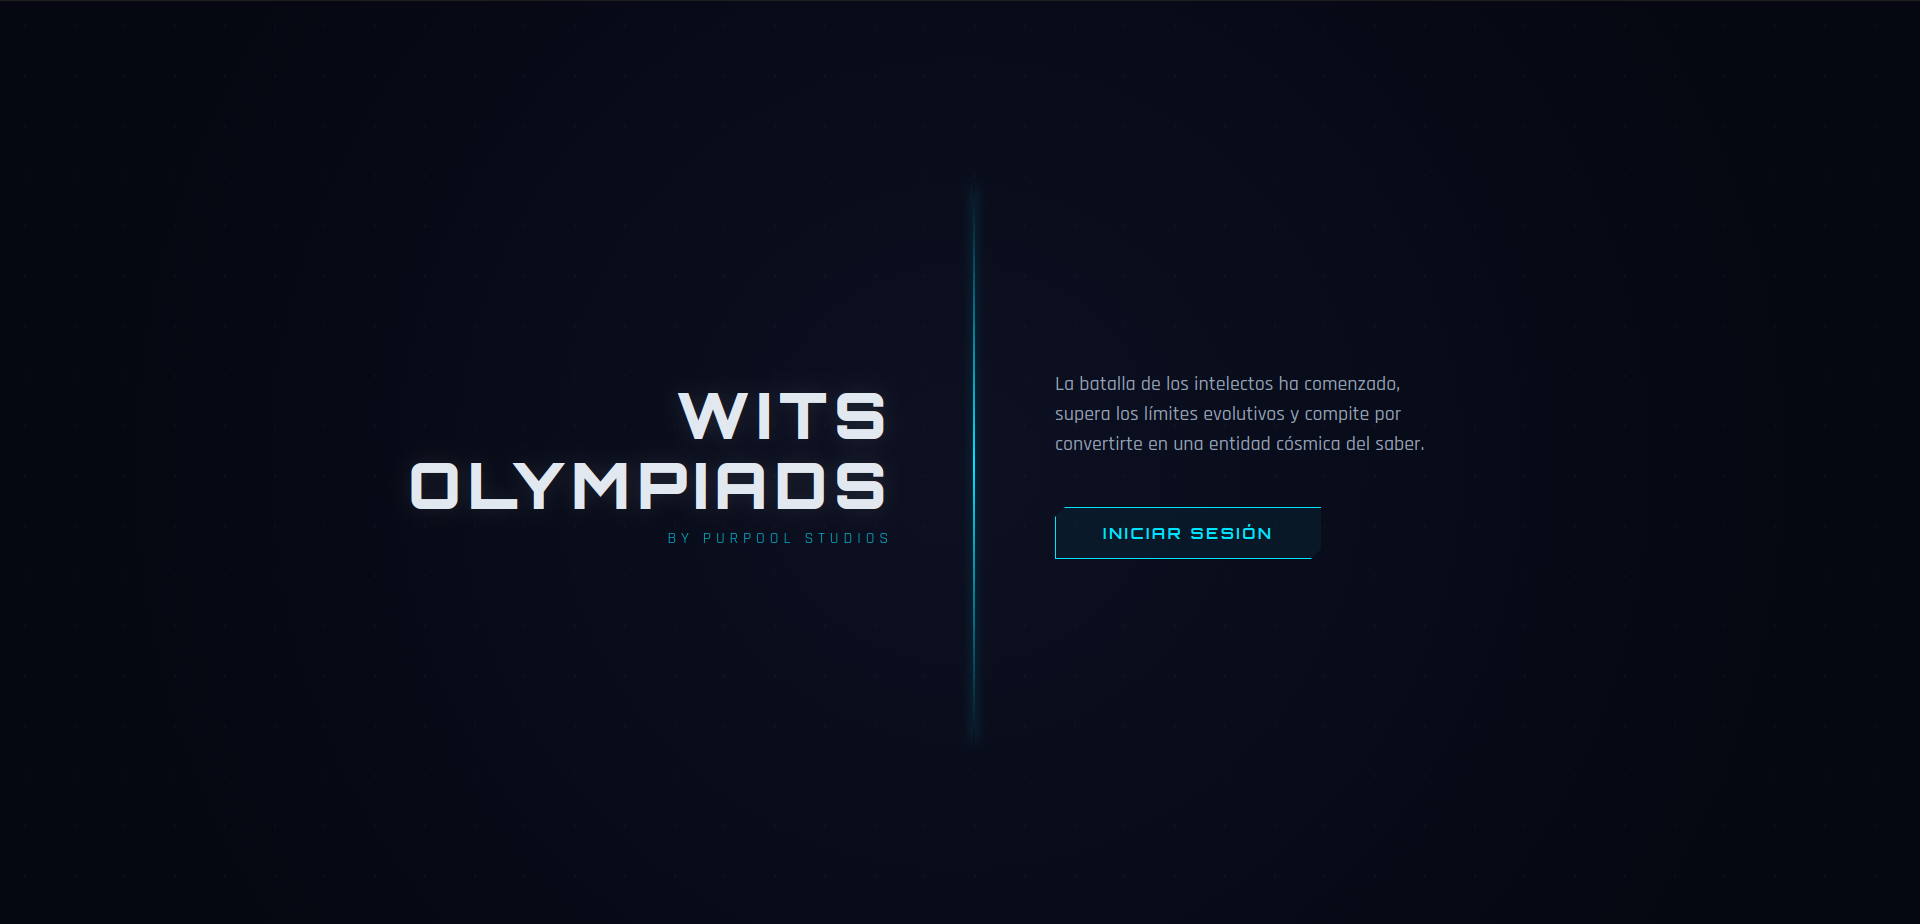 WITS
OLYMPIADS
BY PURPOOL STUDIOS
La batalla de los intelectos ha comenzado,
supera los límites evolutivos y compite por
convertirte en una entidad cósmica del saber.
INICIAR SESIÓN